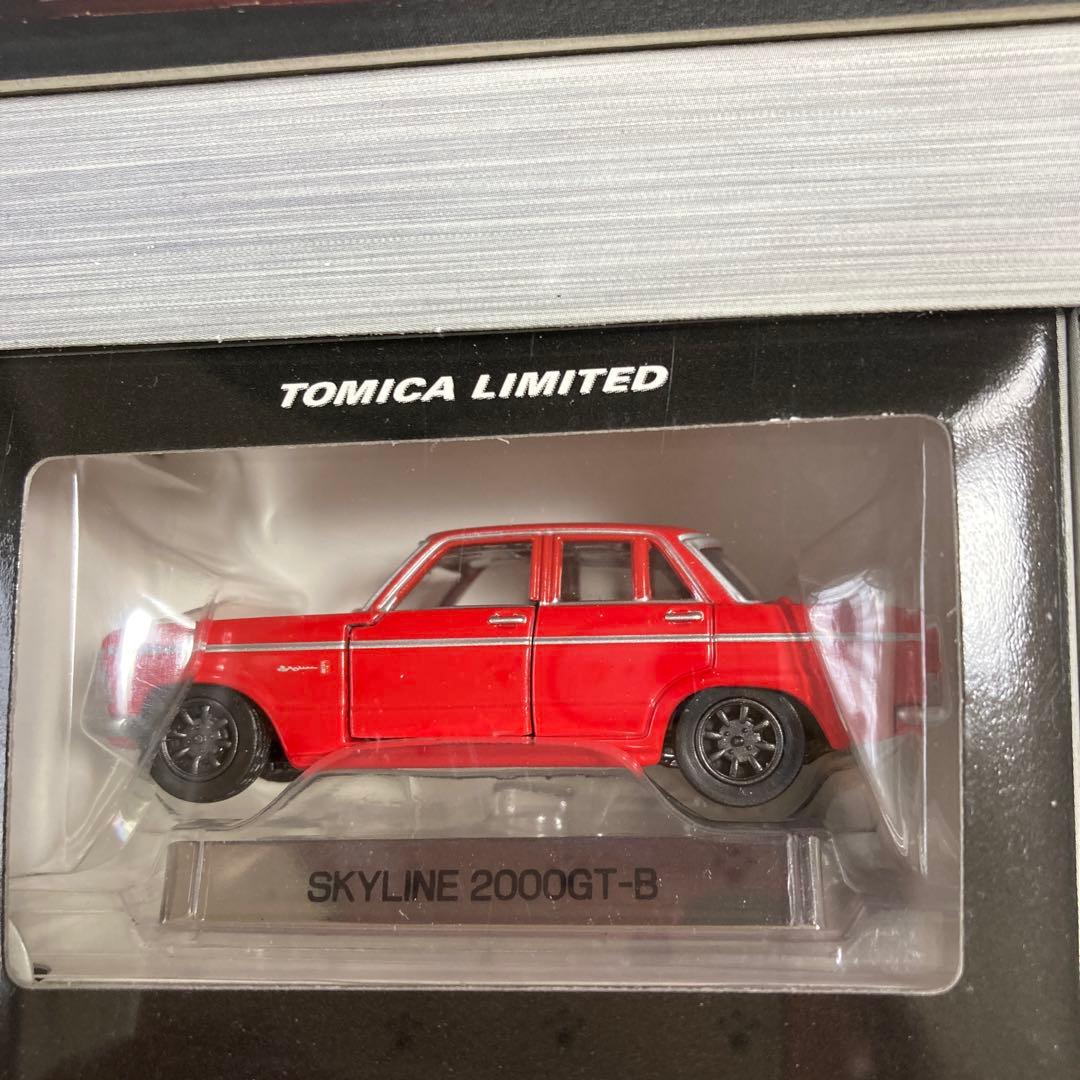 TOMICA LIMITED
SKYLINE 2000GT-B